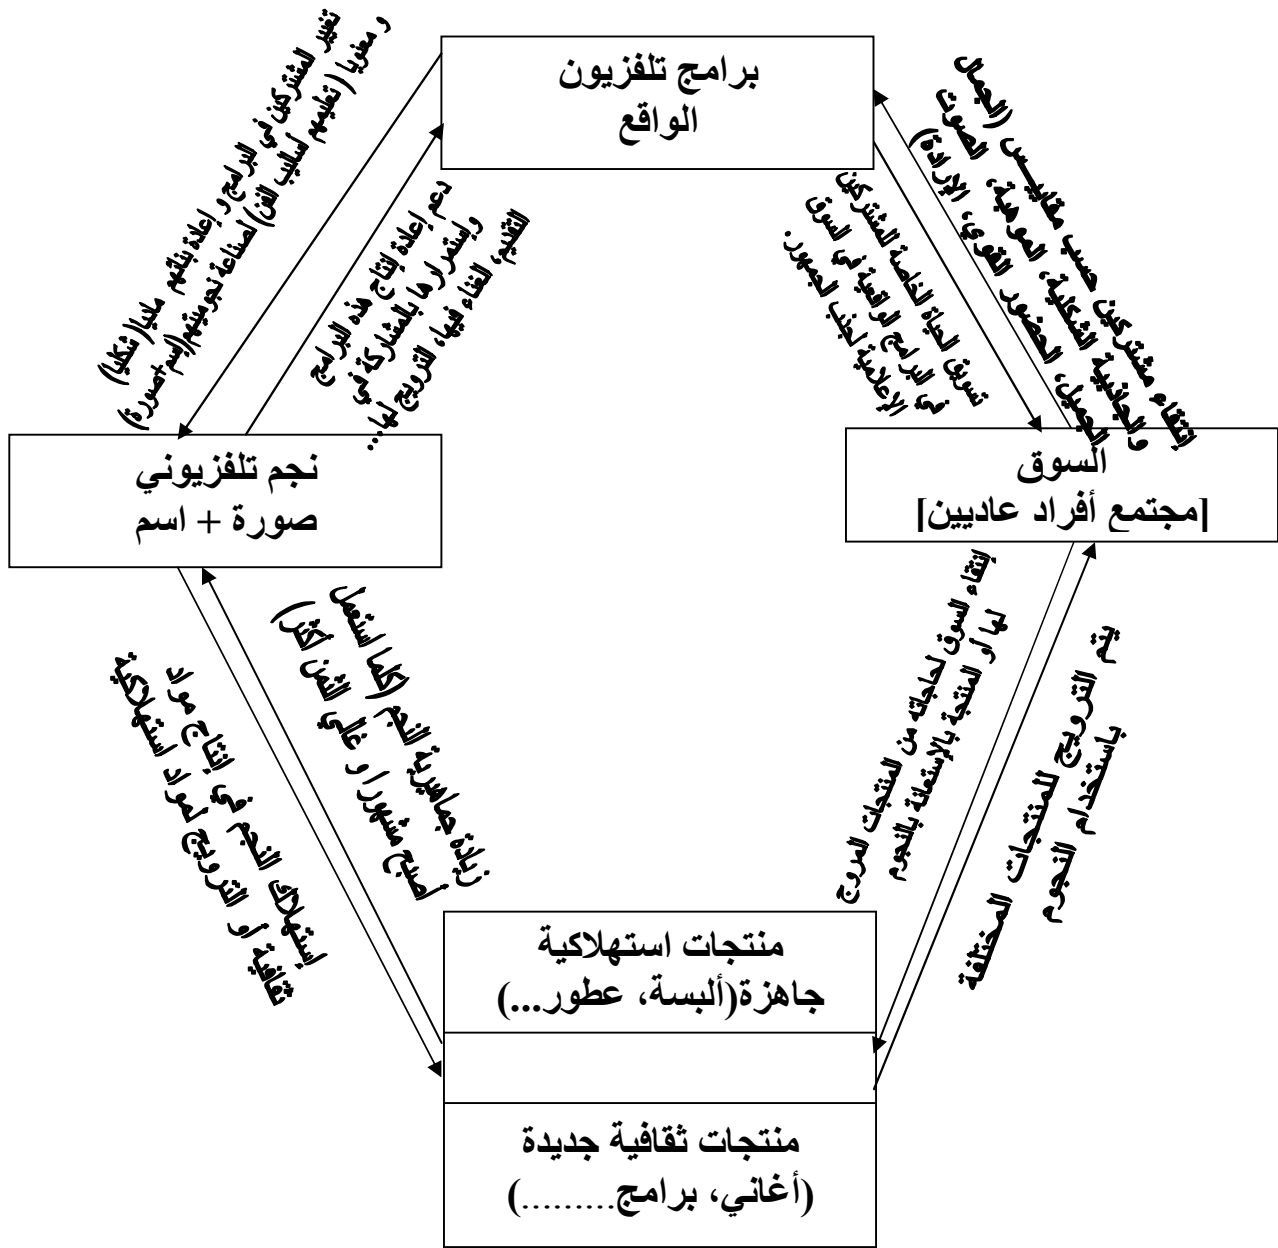 برامج تلفزيون
الواقع
إنتقاء مشتركين حسب مقاييس (الجمال
والجاذبية الشكلية، الموهبة، الصوت
الجميل، الحضور القوي، الإرادة)
تسويق الحياة الخاصة للمشتركين
في البرامج الواقعية في السوق
الإعلامية لجذب الجمهور.
تغيير المشتركين في البرامج و إعادة بنائهم ماديا (شكليا)
و معنويا (تعليمهم أساليب الفن) لصناعة نجوميتهم(إسم+صورة)
دعم إعادة إنتاج هذه البرامج
وإستمرارها بالمشاركة في
التقديم، الغناء فيها، الترويج لها...
السوق
[مجتمع أفراد عاديين]
نجم تلفزيوني
صورة + اسم
إنتقاء السوق لحاجاته من المنتجات المروج
لها أو المنتجة بالإستعانة بالنجوم
يتم الترويج للمنتجات المختلفة
باستخدام النجوم
زيادة جماهيرية النجم (كلما استعمل
أصبح مشهورا و غالي الثمن أكثر)
إستهلاك النجم في إنتاج مواد
ثقافية أو الترويج لمواد استهلاكية
منتجات استهلاكية
جاهزة(ألبسة، عطور...)
منتجات ثقافية جديدة
(أغاني، برامج.........)